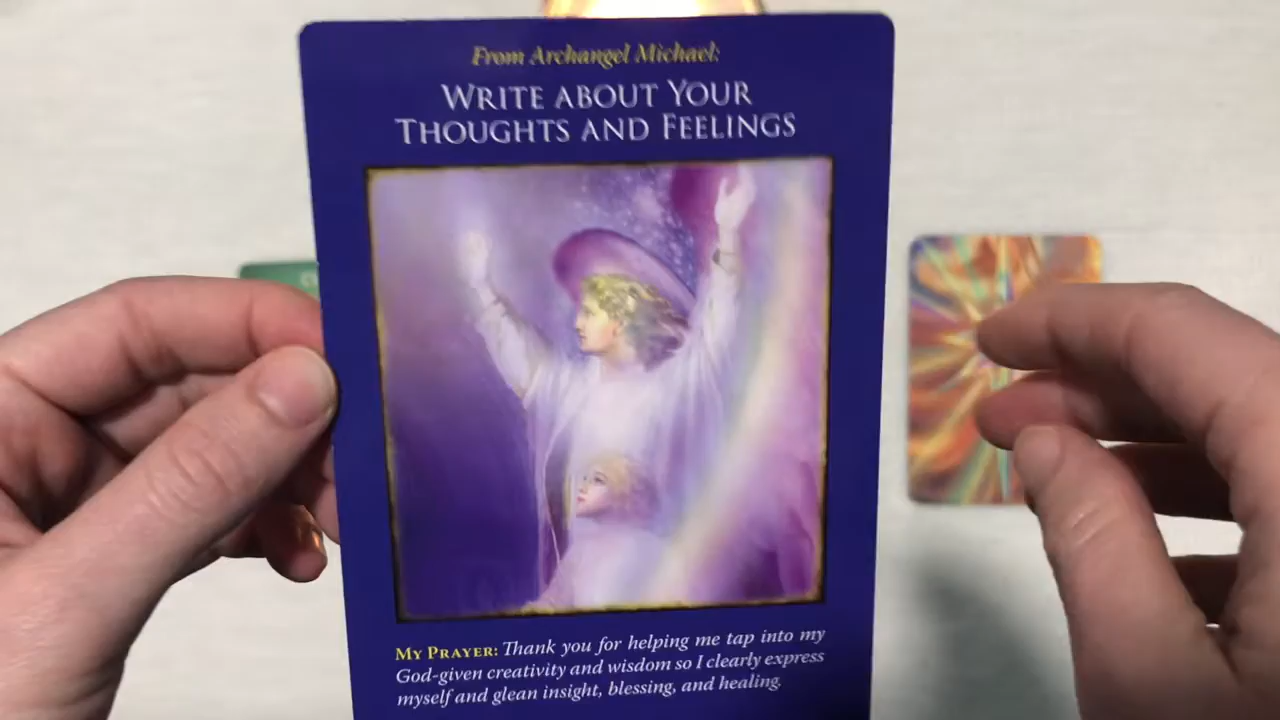 From Archangel Michael:
WRITE ABOUT YOUR
THOUGHTS AND FEELINGS
MY PRAYER: Thank you for helping me tap into my
God-given creativity and wisdom so I clearly express
myself and glean insight, blessing, and healing.